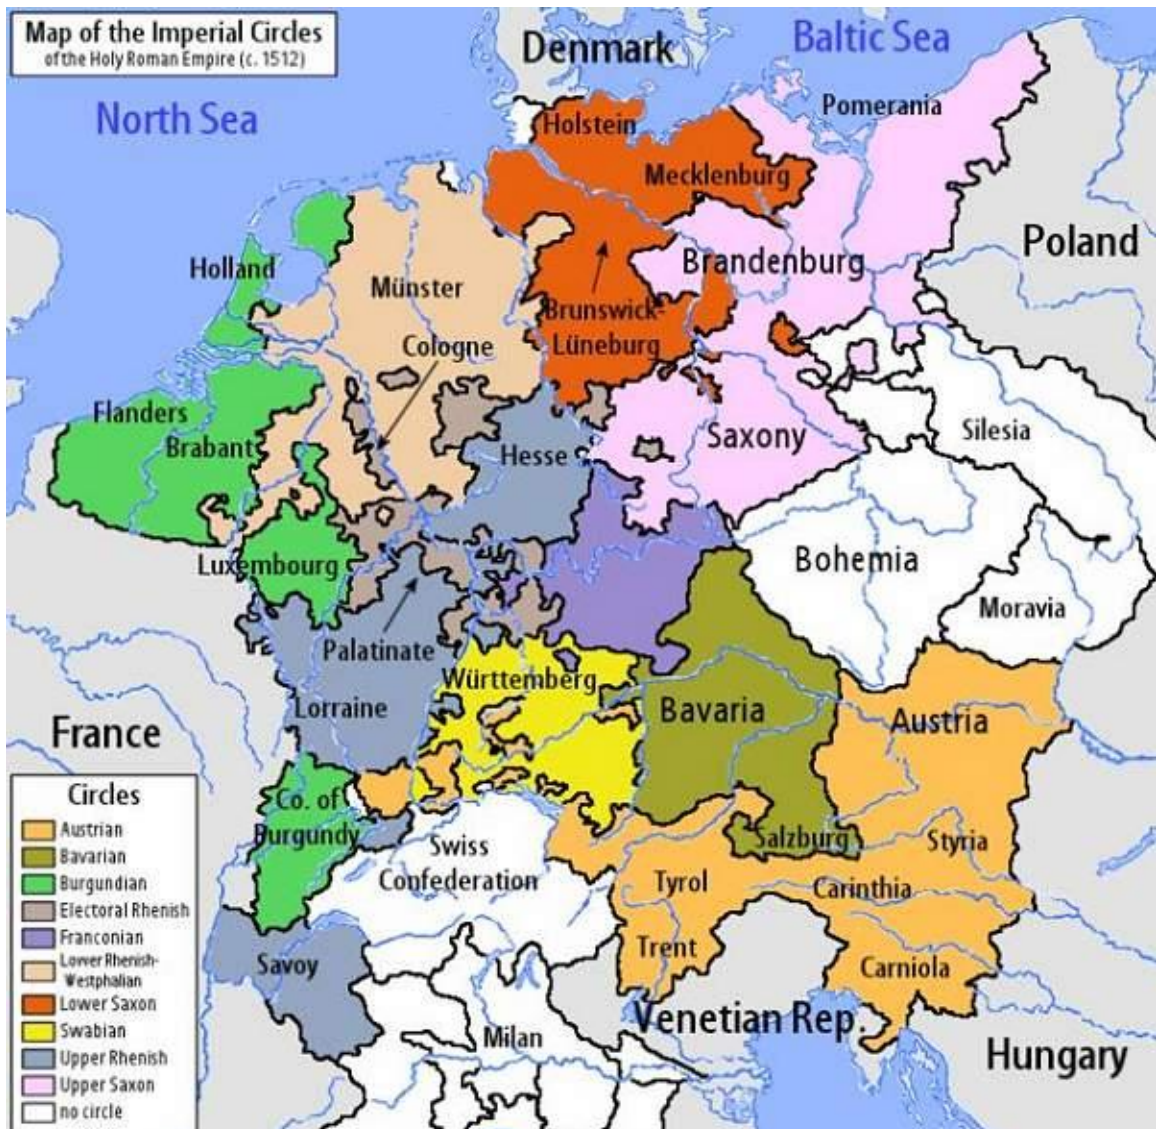 Map of the Imperial Circles
of the Holy Roman Empire (c. 1512)
Denmark
Baltic Sea
North Sea
Pomerania
Holstein
Mecklenburg
Poland
Holland
Brandenburg
Münster
Brunswick-
Lüneburg
Cologne
Flanders
Brabant
Hesse
Saxony
Silesia
Luxembourg
Bohemia
Moravia
Palatinate
Württemberg
Lorraine
Bavaria
Austria
France
Co. of
Burgundy
Swiss
Confederation
Salzburg
Styria
Tyrol
Carinthia
Trent
Carniola
Savoy
Milan
Venetian Rep.
Hungary
Circles
Austrian
Bavarian
Burgundian
Electoral Rhenish
Franconian
Lower Rhenish-
Westphalian
Lower Saxon
Swabian
Upper Rhenish
Upper Saxon
no circle